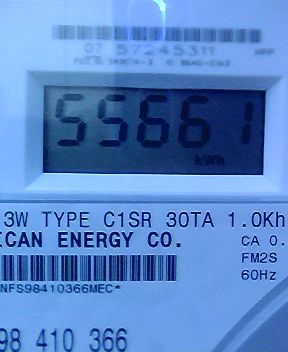 07 57245311
55661
kWh
3W TYPE C1SR 30TA 1.0Kh
ICAN ENERGY CO.
CA 0.
FM2S
60Hz
NFS98410366MEC*
98 410 366